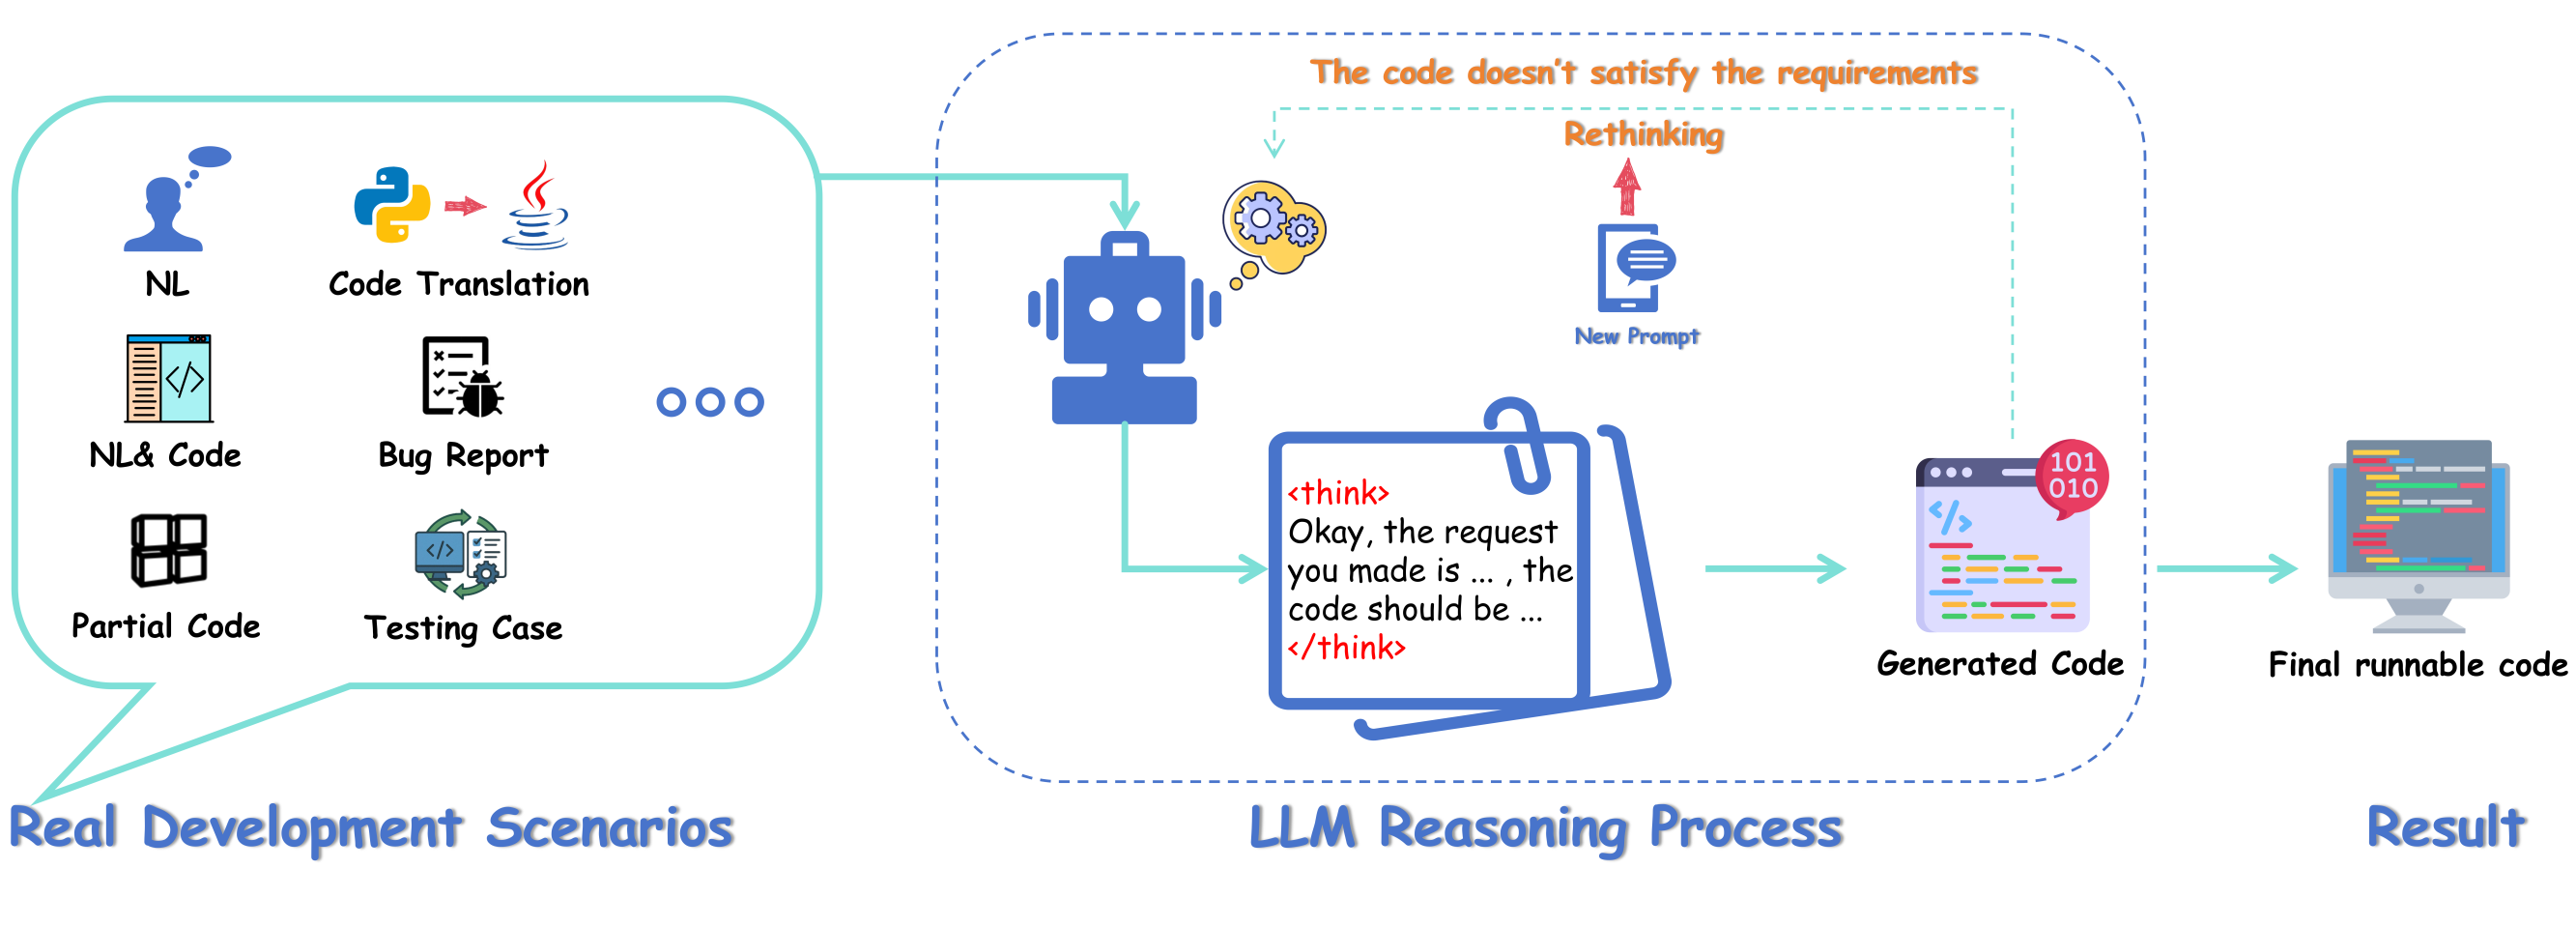 NL
Code Translation
NL& Code
Bug Report
Partial Code
Testing Case
Real Development Scenarios
The code doesn't satisfy the requirements
Rethinking
New Prompt
<think>
Okay, the request
you made is ... , the
code should be ...
</think>
</>
</>
</>
101
010
Generated Code
LLM Reasoning Process
Final runnable code
Result